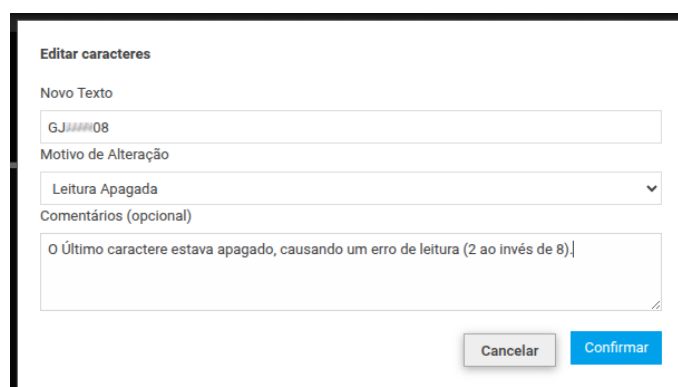 Editar caracteres
Novo Texto
GJ 08
Motivo de Alteração
Leitura Apagada
Comentários (opcional)
O Último caractere estava apagado, causando um erro de leitura (2 ao invés de 8).
Cancelar
Confirmar